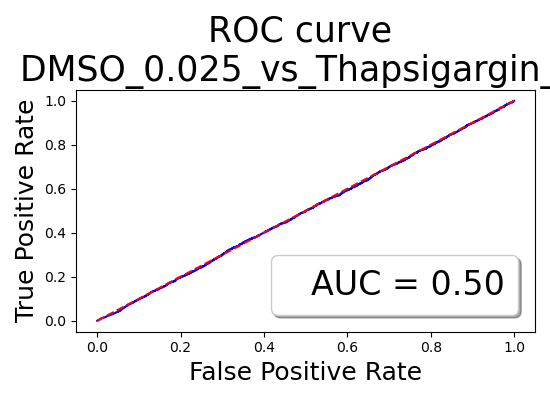 ROC curve
DMSO_0.025_vs_Thapsigargin_
True Positive Rate
1.0
0.8
0.6
0.4
0.2
0.0
AUC = 0.50
0.0 0.2 0.4 0.6 0.8 1.0
False Positive Rate